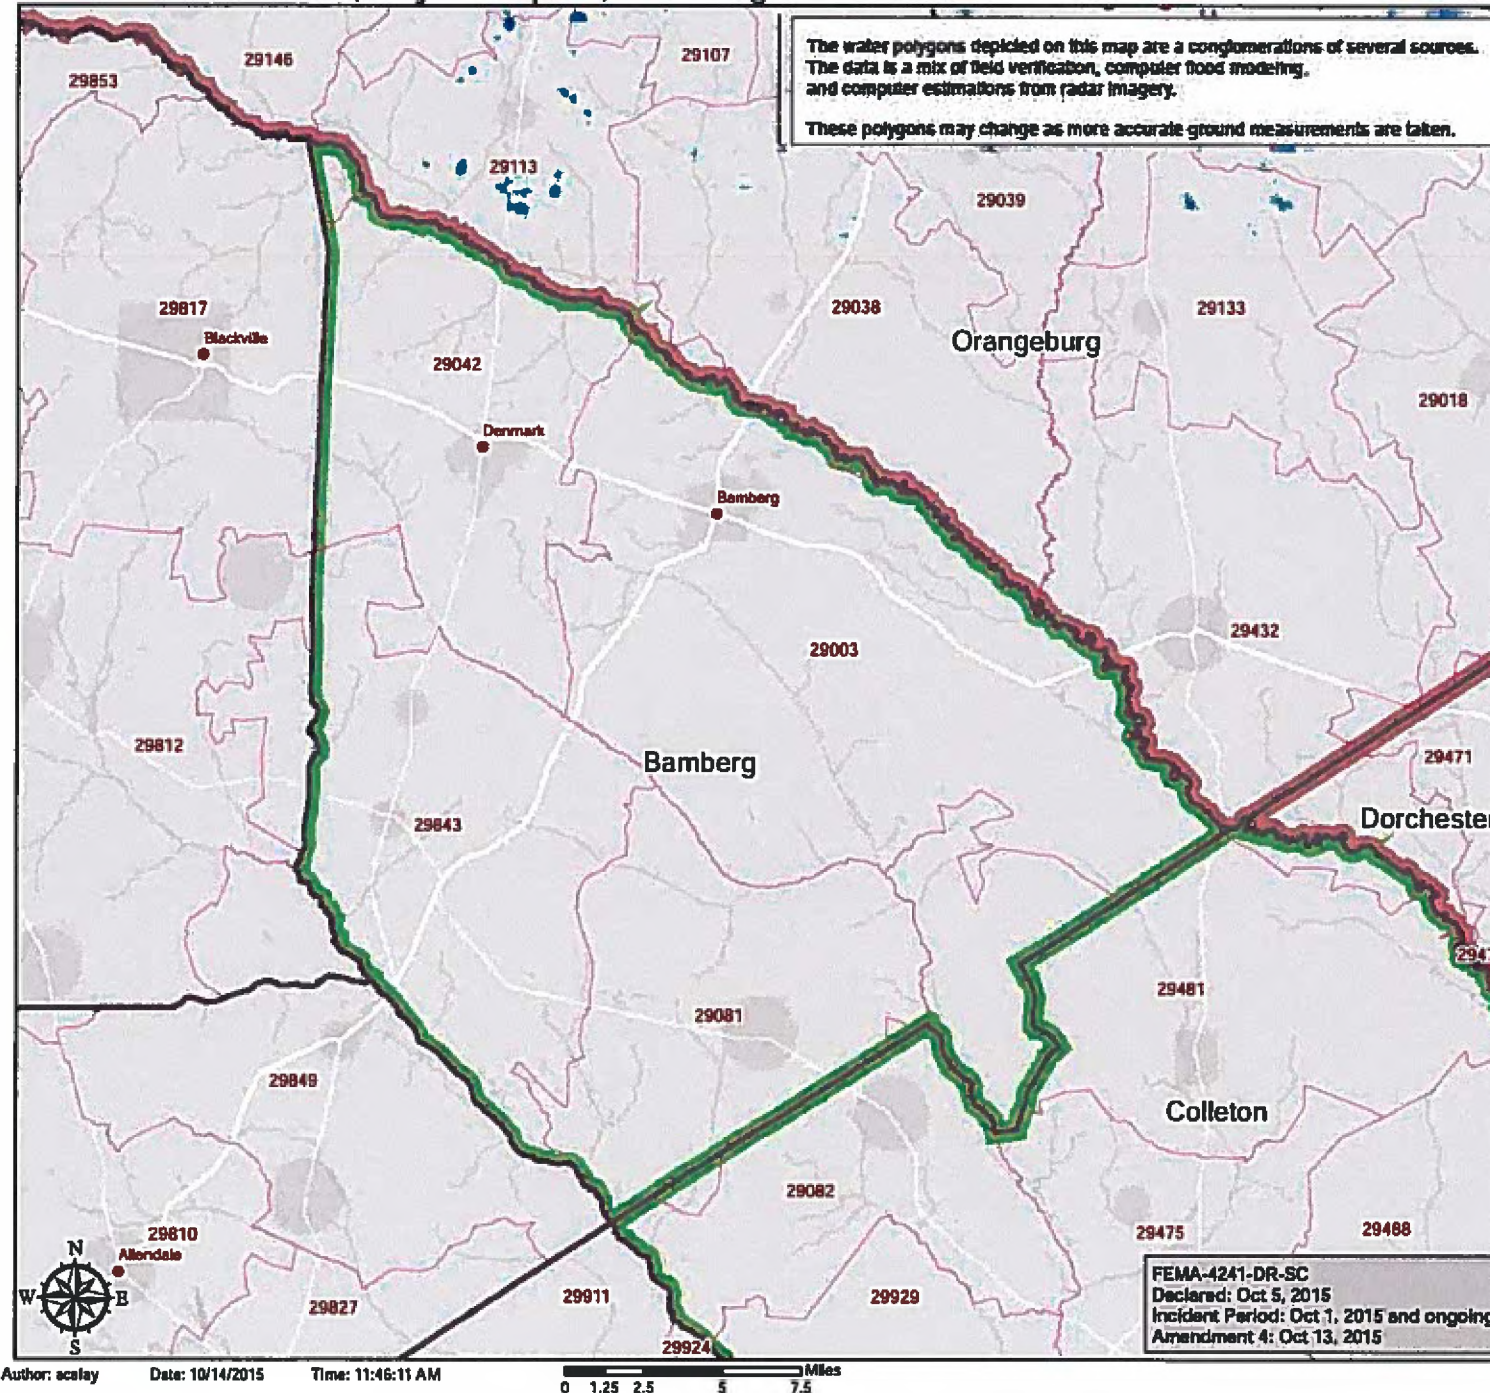 The water polygons depicted on this map are a conglomerations of several sources.
The data is a mix of field verification, computer flood modeling,
and computer estimations from radar imagery.
These polygons may change as more accurate ground measurements are taken.
29146
29107
29853
29113
29039
29817
29038
29133
Blackville
Orangeburg
29042
29018
Denmark
Bamberg
29432
29003
29812
Bamberg
29471
29843
Dorchester
29481
29081
29849
Colleton
29082
29810
29475
29488
N
Allendale
W E
S
29827
29911
29929
29924
FEMA-4241-DR-SC
Declared: Oct 5, 2015
Incident Period: Oct 1, 2015 and ongoing
Amendment 4: Oct 13, 2015
Date: 10/14/2015 Time: 11:46:11 AM
Miles
0 1.25 2.5 5 7.5